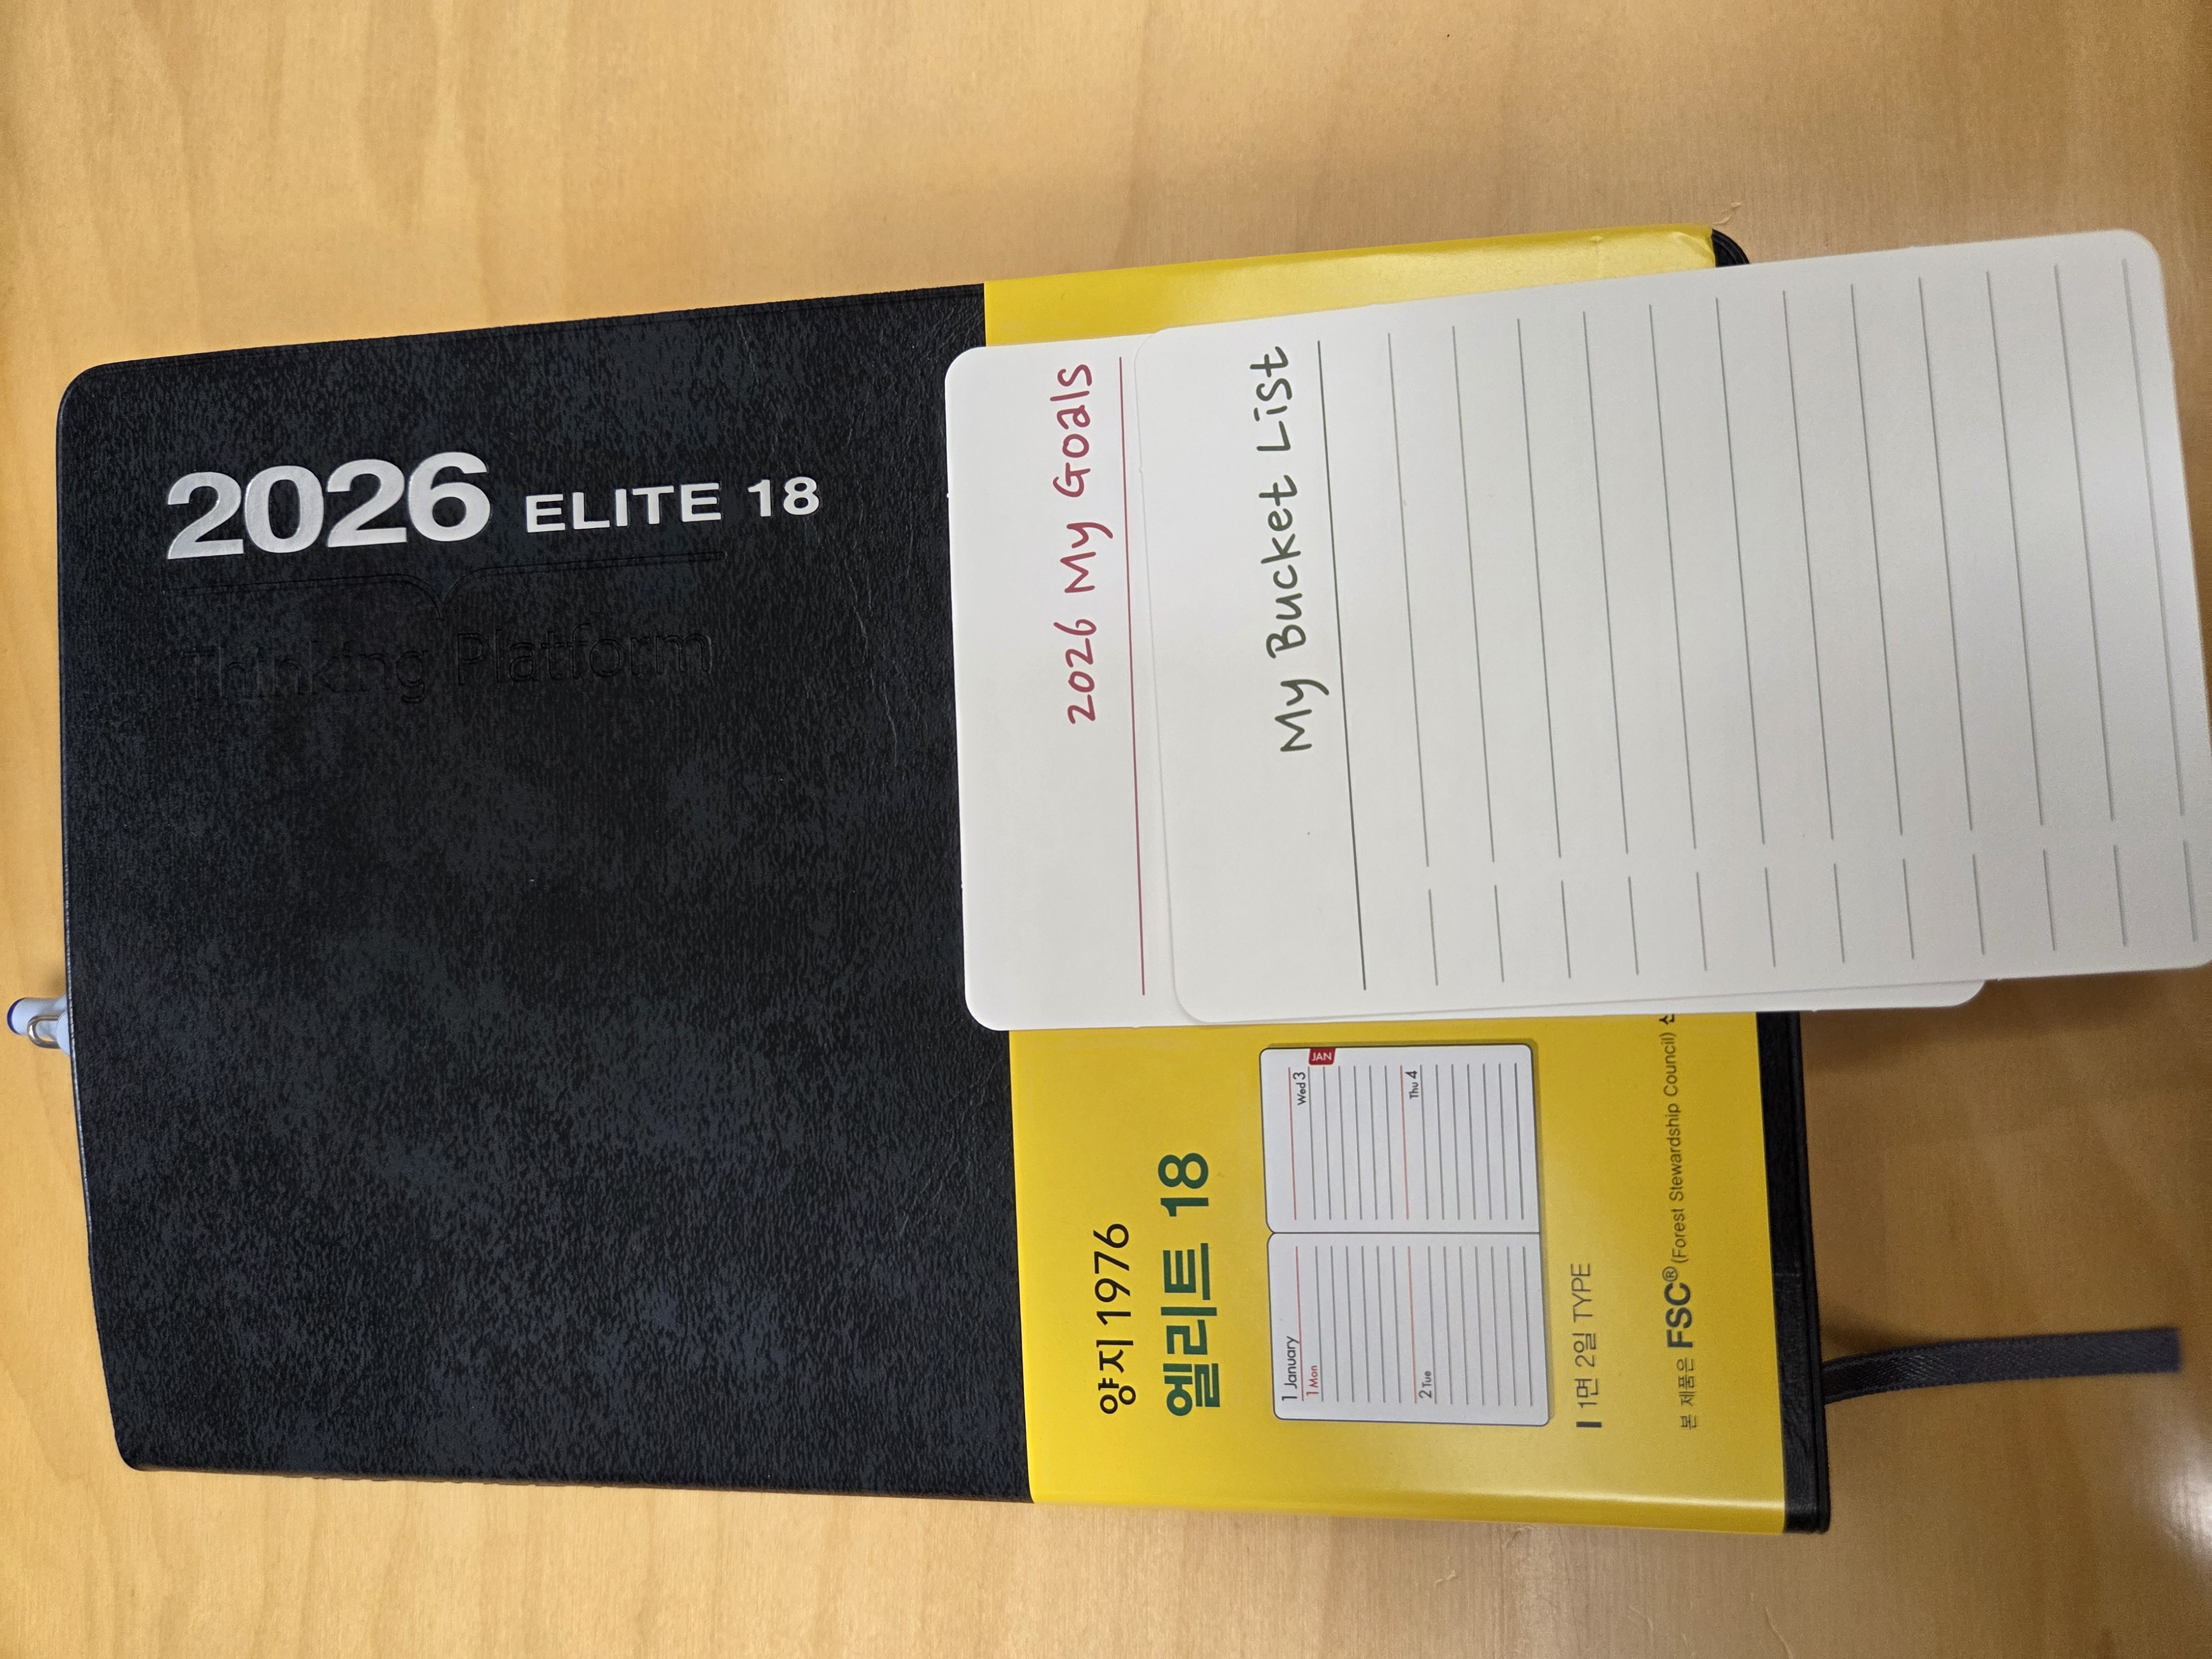 2026 ELITE 18
Thinking Platform
2026 My Goals
My Bucket List
양지 1976
엘리트 18
1 January
1 Mon
2 Tue
Wed 3
JAN
Thu 4
1면 2일 TYPE
본 제품은 FSC® (Forest Stewardship Council)